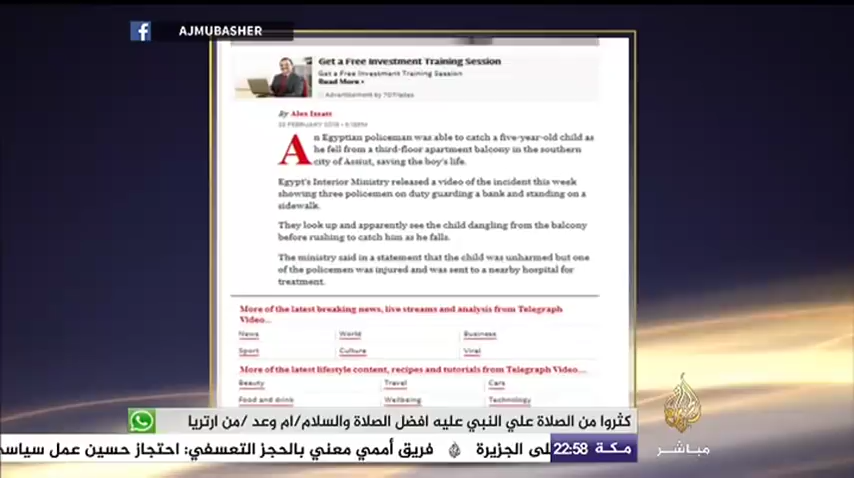 AJMUBASHER
Get a Free Investment Training Session
Get a Free Investment Training Session
Read More ›
Advertisement by 70Trades
By Alex Izzatt
22 FEBRUARY 2018 • 5:18PM
An Egyptian policeman was able to catch a five-year-old child as
he fell from a third-floor apartment balcony in the southern
city of Assiut, saving the boy's life.
Egypt's Interior Ministry released a video of the incident this week
showing three policemen on duty guarding a bank and standing on a
sidewalk.
They look up and apparently see the child dangling from the balcony
before rushing to catch him as he falls.
The ministry said in a statement that the child was unharmed but one
of the policemen was injured and was sent to a nearby hospital for
treatment.
More of the latest breaking news, live streams and analysis from Telegraph
Video...
News World Business
Sport Culture Viral
More of the latest lifestyle content, recipes and tutorials from Telegraph Video....
Beauty Travel Cars
Food and drink Wellbeing Technology
كثروا من الصلاة علي النبي عليه افضل الصلاة والسلام/ام وعد /من ارتريا
مكة 22:58
لى الجزيرة فريق أممي معني بالحجز التعسفي: احتجاز حسين عمل سياسي
مباشر